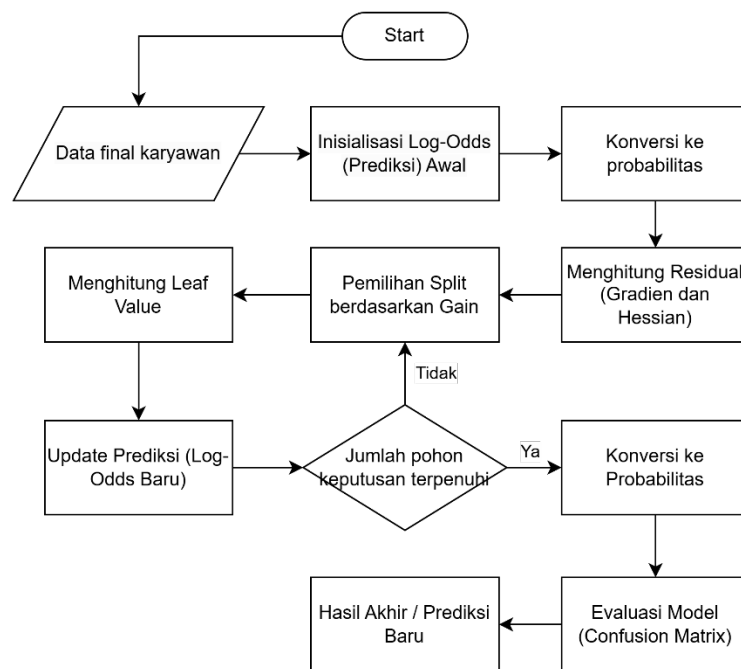 Start
Data final karyawan
Inisialisasi Log-Odds
(Prediksi) Awal
Konversi ke
probabilitas
Menghitung Residual
(Gradien dan
Hessian)
Pemilihan Split
berdasarkan Gain
Menghitung Leaf
Value
Update Prediksi (Log-
Odds Baru)
Jumlah pohon
keputusan terpenuhi
Tidak
Ya
Konversi ke
Probabilitas
Evaluasi Model
(Confusion Matrix)
Hasil Akhir / Prediksi
Baru